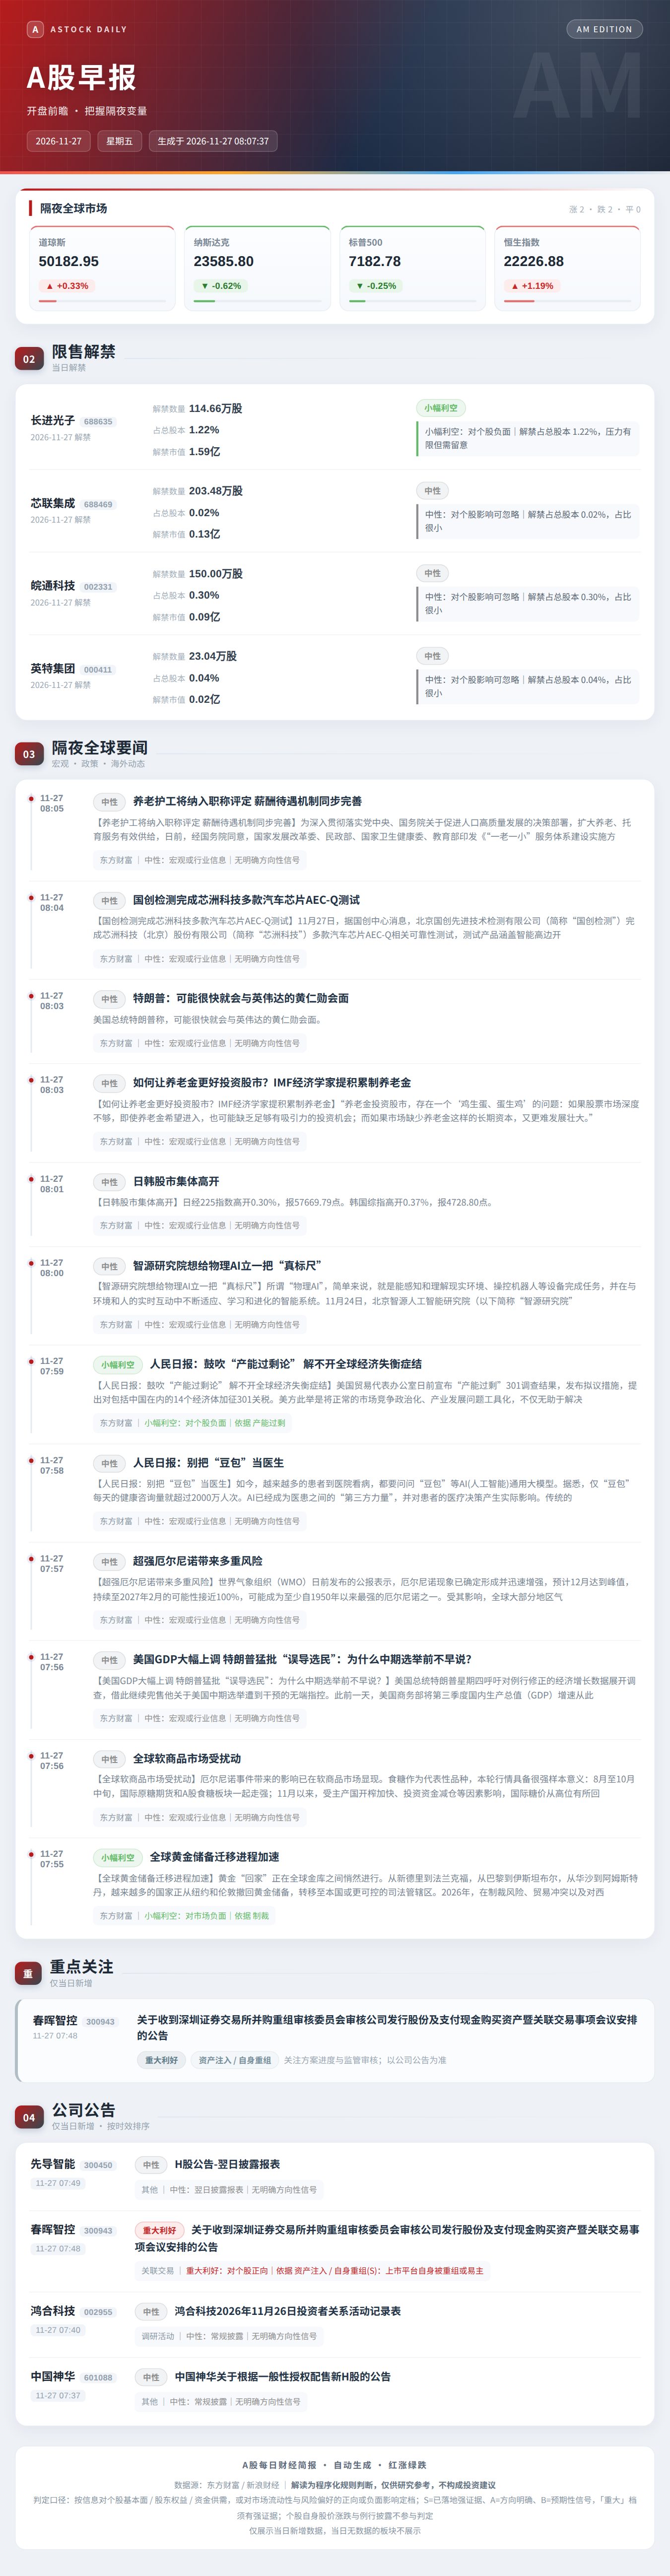 A ASTOCK DAILY
AM EDITION
AM
A股早报
开盘前瞻 · 把握隔夜变量
2026-11-27 星期五 生成于 2026-11-27 08:07:37
隔夜全球市场
涨 2 · 跌 2 · 平 0
道琼斯
50182.95
▲ +0.33%
纳斯达克
23585.80
▼ -0.62%
标普500
7182.78
▼ -0.25%
恒生指数
22226.88
▲ +1.19%
02 限售解禁
当日解禁
长进光子 688635
2026-11-27 解禁
解禁数量 114.66万股
占总股本 1.22%
解禁市值 1.59亿
小幅利空
小幅利空：对个股负面｜解禁占总股本 1.22%，压力有
限但需留意
芯联集成 688469
2026-11-27 解禁
解禁数量 203.48万股
占总股本 0.02%
解禁市值 0.13亿
中性
中性：对个股影响可忽略｜解禁占总股本 0.02%，占比
很小
皖通科技 002331
2026-11-27 解禁
解禁数量 150.00万股
占总股本 0.30%
解禁市值 0.09亿
中性
中性：对个股影响可忽略｜解禁占总股本 0.30%，占比
很小
英特集团 000411
2026-11-27 解禁
解禁数量 23.04万股
占总股本 0.04%
解禁市值 0.02亿
中性
中性：对个股影响可忽略｜解禁占总股本 0.04%，占比
很小
03 隔夜全球要闻
宏观 · 政策 · 海外动态
11-27
08:05
中性 养老护工将纳入职称评定 薪酬待遇机制同步完善
【养老护工将纳入职称评定 薪酬待遇机制同步完善】为深入贯彻落实党中央、国务院关于促进人口高质量发展的决策部署，扩大养老、托
育服务有效供给，日前，经国务院同意，国家发展改革委、民政部、国家卫生健康委、教育部印发《“一老一小”服务体系建设实施方
东方财富｜中性：宏观或行业信息｜无明确方向性信号
11-27
08:04
中性 国创检测完成芯洲科技多款汽车芯片AEC-Q测试
【国创检测完成芯洲科技多款汽车芯片AEC-Q测试】11月27日，据国创中心消息，北京国创先进技术检测有限公司（简称“国创检测”）完
成芯洲科技（北京）股份有限公司（简称“芯洲科技”）多款汽车芯片AEC-Q相关可靠性测试，测试产品涵盖智能高边开
东方财富｜中性：宏观或行业信息｜无明确方向性信号
11-27
08:03
中性 特朗普：可能很快就会与英伟达的黄仁勋会面
美国总统特朗普称，可能很快就会与英伟达的黄仁勋会面。
东方财富｜中性：宏观或行业信息｜无明确方向性信号
11-27
08:03
中性 如何让养老金更好投资股市？IMF经济学家提积累制养老金
【如何让养老金更好投资股市？IMF经济学家提积累制养老金】“养老金投资股市，存在一个‘鸡生蛋、蛋生鸡’的问题：如果股票市场深度
不够，即使养老金希望进入，也可能缺乏足够有吸引力的投资机会；而如果市场缺少养老金这样的长期资本，又更难发展壮大。”
东方财富｜中性：宏观或行业信息｜无明确方向性信号
11-27
08:01
中性 日韩股市集体高开
【日韩股市集体高开】日经225指数高开0.30%，报57669.79点。韩国综指高开0.37%，报4728.80点。
东方财富｜中性：宏观或行业信息｜无明确方向性信号
11-27
08:00
中性 智源研究院想给物理AI立一把“真标尺”
【智源研究院想给物理AI立一把“真标尺”】所谓“物理AI”，简单来说，就是能感知和理解现实环境、操控机器人等设备完成任务，并在与
环境和人的实时互动中不断适应、学习和进化的智能系统。11月24日，北京智源人工智能研究院（以下简称“智源研究院”
东方财富｜中性：宏观或行业信息｜无明确方向性信号
11-27
07:59
小幅利空 人民日报：鼓吹“产能过剩论” 解不开全球经济失衡症结
【人民日报：鼓吹“产能过剩论” 解不开全球经济失衡症结】美国贸易代表办公室日前宣布“产能过剩”301调查结果，发布拟议措施，提
出对包括中国在内的14个经济体加征301关税。美方此举是将正常的市场竞争政治化、产业发展问题工具化，不仅无助于解决
东方财富｜小幅利空：对个股负面｜依据 产能过剩
11-27
07:58
中性 人民日报：别把“豆包”当医生
【人民日报：别把“豆包”当医生】如今，越来越多的患者到医院看病，都要问问“豆包”等AI(人工智能)通用大模型。据悉，仅“豆包”
每天的健康咨询量就超过2000万人次。AI已经成为医患之间的“第三方力量”，并对患者的医疗决策产生实际影响。传统的
东方财富｜中性：宏观或行业信息｜无明确方向性信号
11-27
07:57
中性 超强厄尔尼诺带来多重风险
【超强厄尔尼诺带来多重风险】世界气象组织（WMO）日前发布的公报表示，厄尔尼诺现象已确定形成并迅速增强，预计12月达到峰值，
持续至2027年2月的可能性接近100%，可能成为至少自1950年以来最强的厄尔尼诺之一。受其影响，全球大部分地区气
东方财富｜中性：宏观或行业信息｜无明确方向性信号
11-27
07:56
中性 美国GDP大幅上调 特朗普猛批“误导选民”：为什么中期选举前不早说？
【美国GDP大幅上调 特朗普猛批“误导选民”：为什么中期选举前不早说？】美国总统特朗普星期四呼吁对例行修正的经济增长数据展开调
查，借此继续兜售他关于美国中期选举遭到干预的无端指控。此前一天，美国商务部将第三季度国内生产总值（GDP）增速从此
东方财富｜中性：宏观或行业信息｜无明确方向性信号
11-27
07:56
中性 全球软商品市场受扰动
【全球软商品市场受扰动】厄尔尼诺事件带来的影响已在软商品市场显现。食糖作为代表性品种，本轮行情具备很强样本意义：8月至10月
中旬，国际原糖期货和A股食糖板块一起走强；11月以来，受主产国开榨加快、投资资金减仓等因素影响，国际糖价从高位有所回
东方财富｜中性：宏观或行业信息｜无明确方向性信号
11-27
07:55
小幅利空 全球黄金储备迁移进程加速
【全球黄金储备迁移进程加速】黄金“回家”正在全球金库之间悄然进行。从新德里到法兰克福，从巴黎到伊斯坦布尔，从华沙到阿姆斯特
丹，越来越多的国家正从纽约和伦敦撤回黄金储备，转移至本国或更可控的司法管辖区。2026年，在制裁风险、贸易冲突以及对西
东方财富｜小幅利空：对市场负面｜依据 制裁
重 重点关注
仅当日新增
春晖智控 300943
11-27 07:48
关于收到深圳证券交易所并购重组审核委员会审核公司发行股份及支付现金购买资产暨关联交易事项会议安排
的公告
重大利好 资产注入 / 自身重组 关注方案进度与监管审核；以公司公告为准
04 公司公告
仅当日新增 · 按时效排序
先导智能 300450
11-27 07:49
中性 H股公告-翌日披露报表
其他｜中性：翌日披露报表｜无明确方向性信号
春晖智控 300943
11-27 07:48
重大利好 关于收到深圳证券交易所并购重组审核委员会审核公司发行股份及支付现金购买资产暨关联交易事
项会议安排的公告
关联交易｜重大利好：对个股正向｜依据 资产注入 / 自身重组(S)：上市平台自身被重组或易主
鸿合科技 002955
11-27 07:40
中性 鸿合科技2026年11月26日投资者关系活动记录表
调研活动｜中性：常规披露｜无明确方向性信号
中国神华 601088
11-27 07:37
中性 中国神华关于根据一般性授权配售新H股的公告
其他｜中性：常规披露｜无明确方向性信号
A股每日财经简报 · 自动生成 · 红涨绿跌
数据源：东方财富 / 新浪财经｜解读为程序化规则判断，仅供研究参考，不构成投资建议
判定口径：按信息对个股基本面 / 股东权益 / 资金供需，或对市场流动性与风险偏好的正向或负面影响定档；S=已落地强证据、A=方向明确、B=预期性信号，「重大」档
须有强证据；个股自身股价涨跌与例行披露不参与判定
仅展示当日新增数据，当日无数据的板块不展示